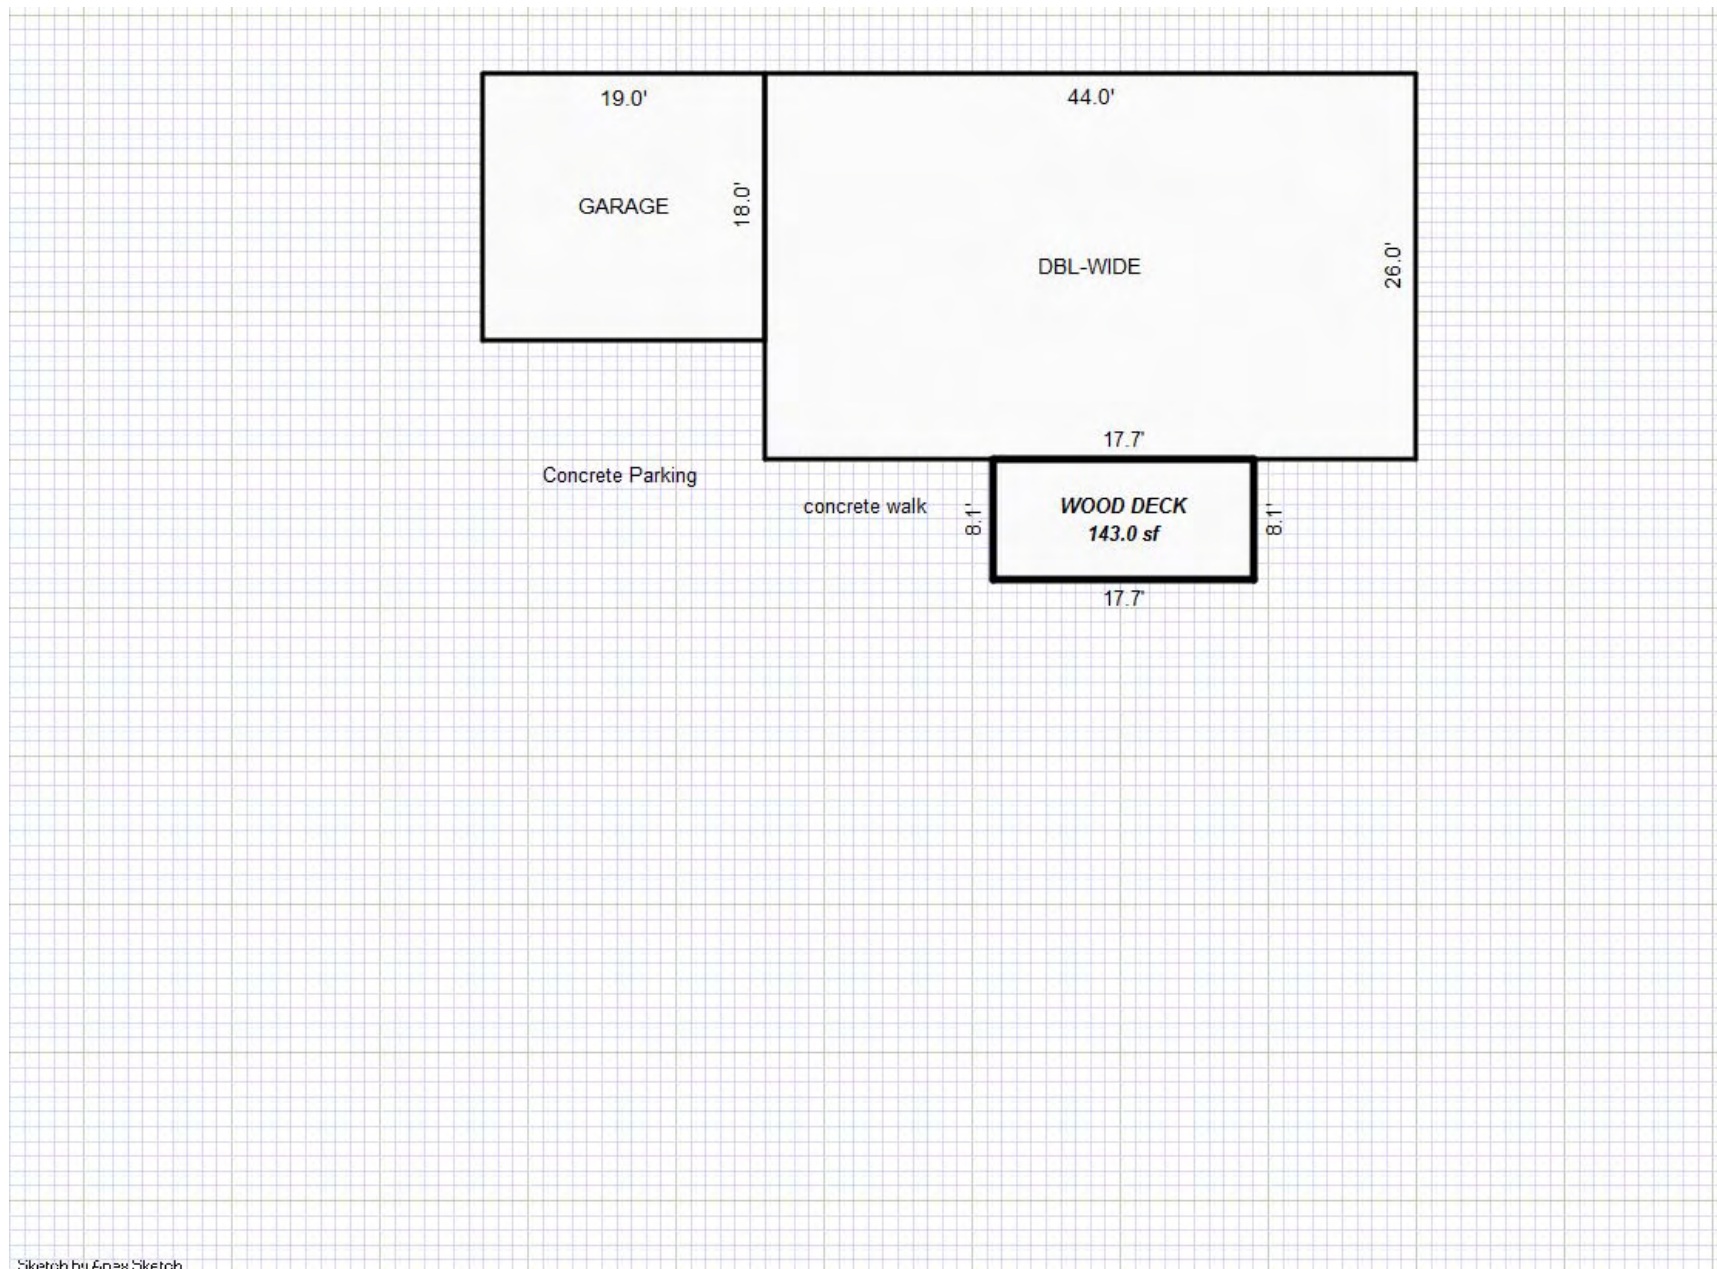 19.0'
44.0'
18.0'
GARAGE
26.0'
DBL-WIDE
17.7'
Concrete Parking
concrete walk
8.1'
WOOD DECK
143.0 sf
8.1'
17.7'
Sketch by Apex Sketch